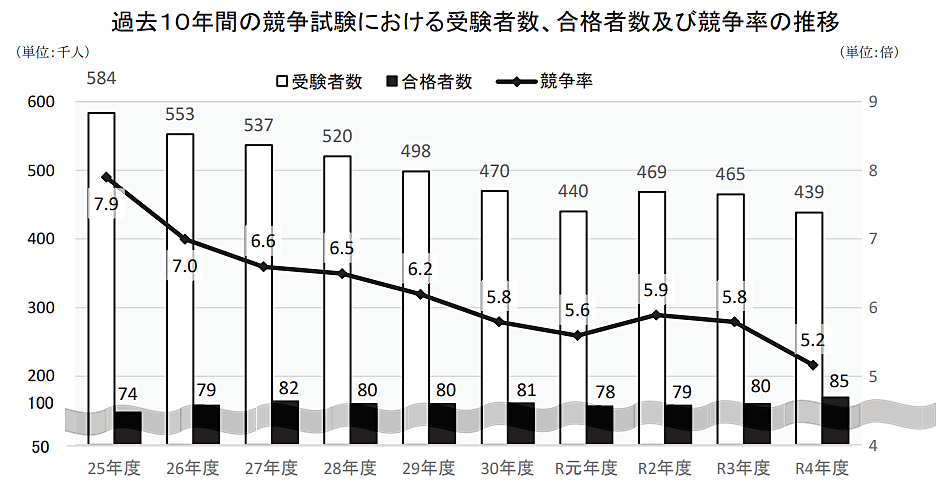 過去10年間の競争試験における受験者数、合格者数及び競争率の推移
（単位：千人）
（単位：倍）
受験者数 合格者数 競争率
584 553 537 520 498 470 440 469 465 439
600 9
500 8
400 7
300 6
200 5
100
50 4
7.9 7.0 6.6 6.5 6.2 5.8 5.6 5.9 5.8 5.2
74 79 82 80 80 81 78 79 80 85
25年度 26年度 27年度 28年度 29年度 30年度 R元年度 R2年度 R3年度 R4年度